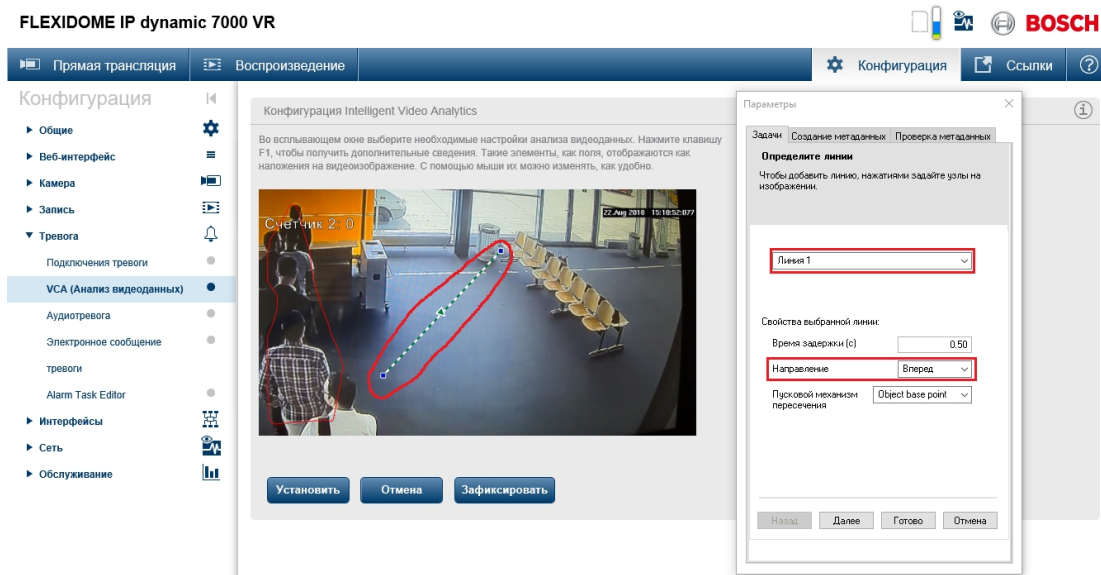 FLEXIDOME IP dynamic 7000 VR
BOSCH
Прямая трансляция
Воспроизведение
Конфигурация
Ссылки
Конфигурация
Общие
Веб-интерфейс
Камера
Запись
Тревога
Подключения тревоги
VCA (Анализ видеоданных)
Аудиотревога
Электронное сообщение
тревоги
Alarm Task Editor
Интерфейсы
Сеть
Обслуживание
Конфигурация Intelligent Video Analytics
Во всплывающем окне выберите необходимые настройки анализа видеоданных. Нажмите клавишу
F1, чтобы получить дополнительные сведения. Такие элементы, как поля, отображаются как
наложения на видеоизображение. С помощью мыши их можно изменять, как удобно.
Счетчик 2: 0
22.Aug 2018 15:10:52:077
Установить
Отмена
Зафиксировать
Параметры
Задачи
Создание метаданных
Проверка метаданных
Определите линии
Чтобы добавить линию, нажатиями задайте узлы на
изображении.
Линия 1
Свойства выбранной линии:
Время задержки (с)
0.50
Направление
Вперед
Пусковой механизм
пересечения
Object base point
Назад
Далее
Готово
Отмена